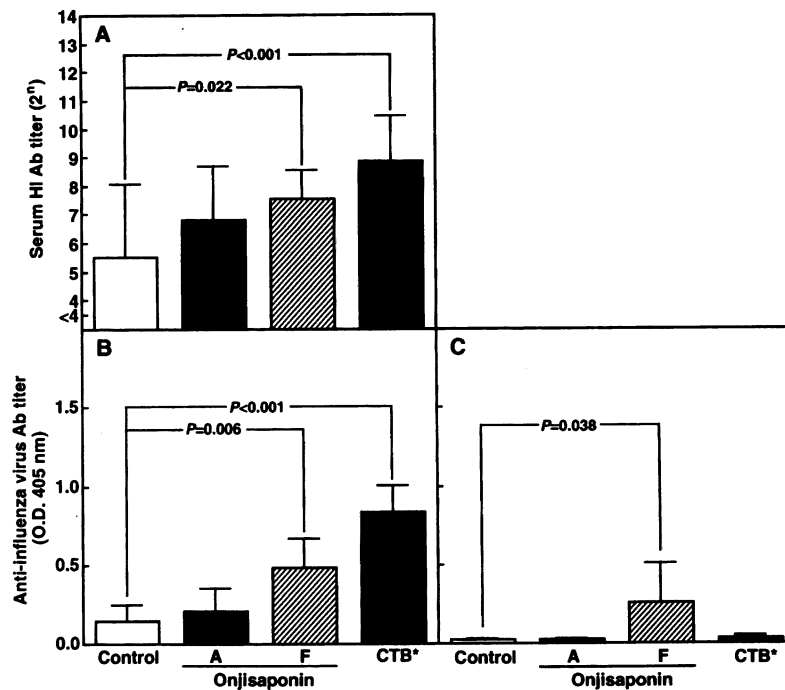 A
Serum HI Ab titer (2ⁿ)
14
13
12
11
10
9
8
7
6
5
4
<4
P<0.001
P=0.022
B
Anti-influenza virus Ab titer
(O.D. 405 nm)
1.5
1.0
0.5
0.0
P<0.001
P=0.006
Control
A
F
CTB*
Onjisaponin
C
P=0.038
Control
A
F
CTB*
Onjisaponin